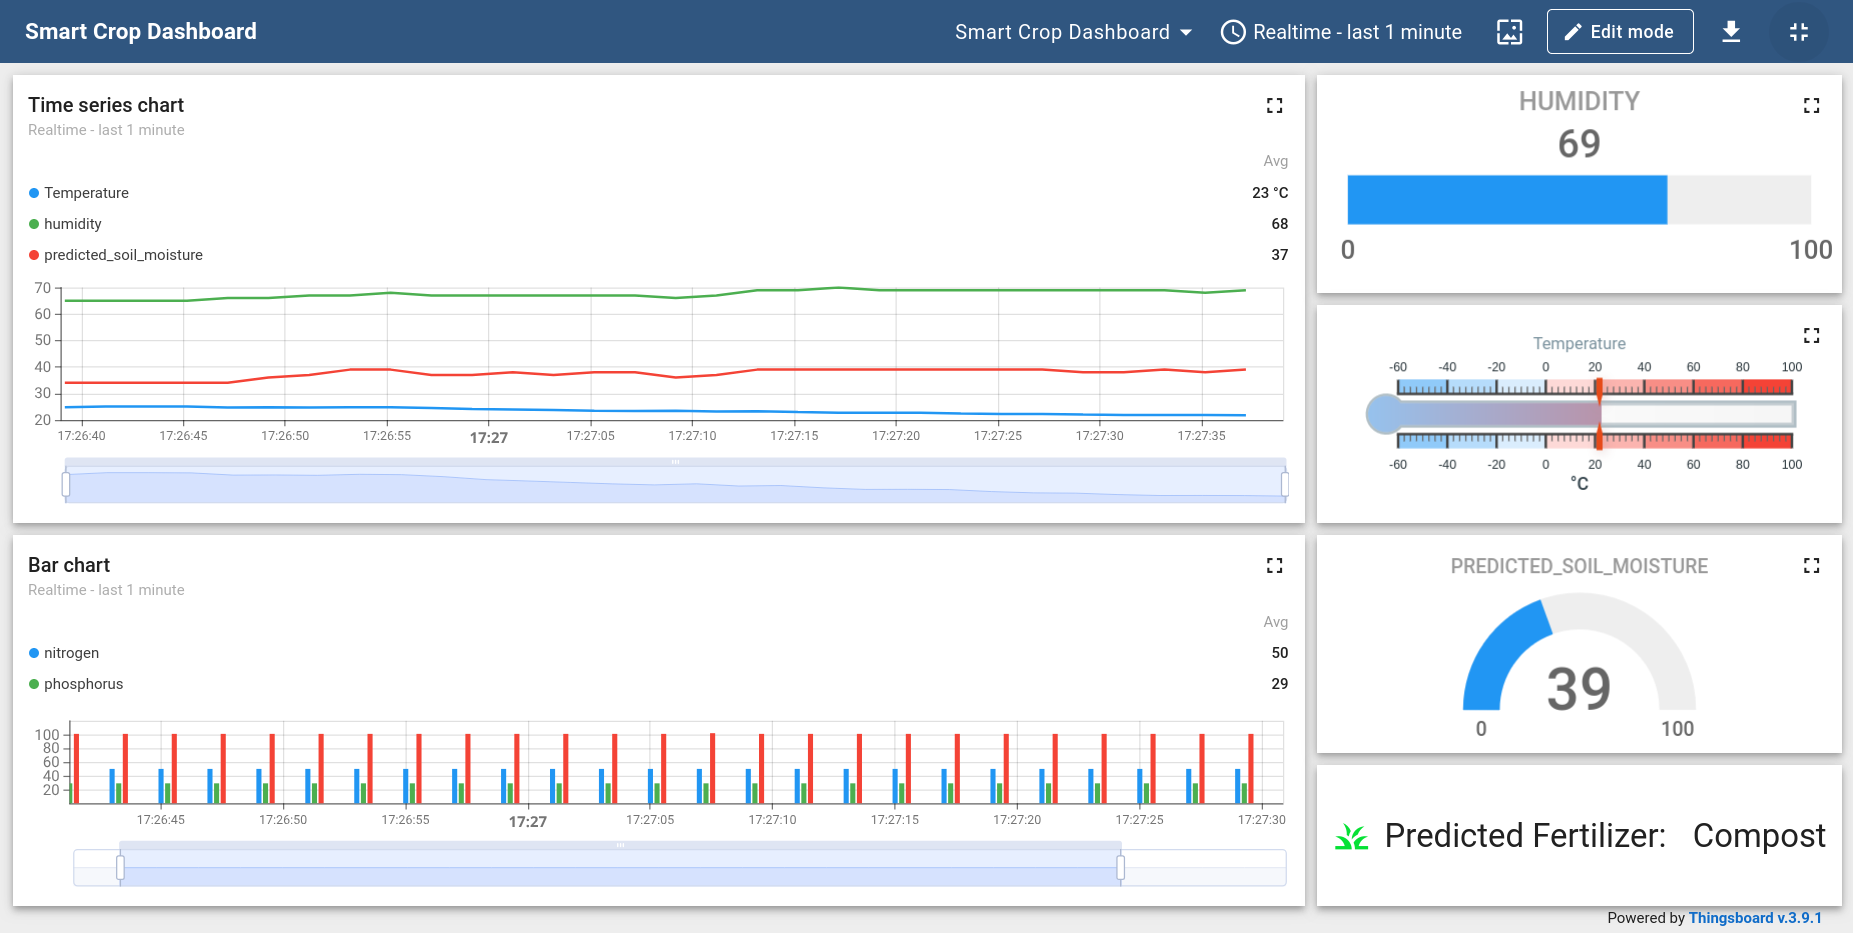 Smart Crop Dashboard
Smart Crop Dashboard
Realtime - last 1 minute
Edit mode
Time series chart
Realtime - last 1 minute
Avg
Temperature 23 °C
humidity 68
predicted_soil_moisture 37
70
60
50
40
30
20
17:26:40 17:26:45 17:26:50 17:26:55 17:27 17:27:05 17:27:10 17:27:15 17:27:20 17:27:25 17:27:30 17:27:35
HUMIDITY
69
0 100
Temperature
-60 -40 -20 0 20 40 60 80 100
-60 -40 -20 0 20 40 60 80 100
°C
Bar chart
Realtime - last 1 minute
Avg
nitrogen 50
phosphorus 29
100
80
60
40
20
17:26:45 17:26:50 17:26:55 17:27 17:27:05 17:27:10 17:27:15 17:27:20 17:27:25 17:27:30
PREDICTED_SOIL_MOISTURE
39
0 100
Predicted Fertilizer: Compost
Powered by Thingsboard v.3.9.1